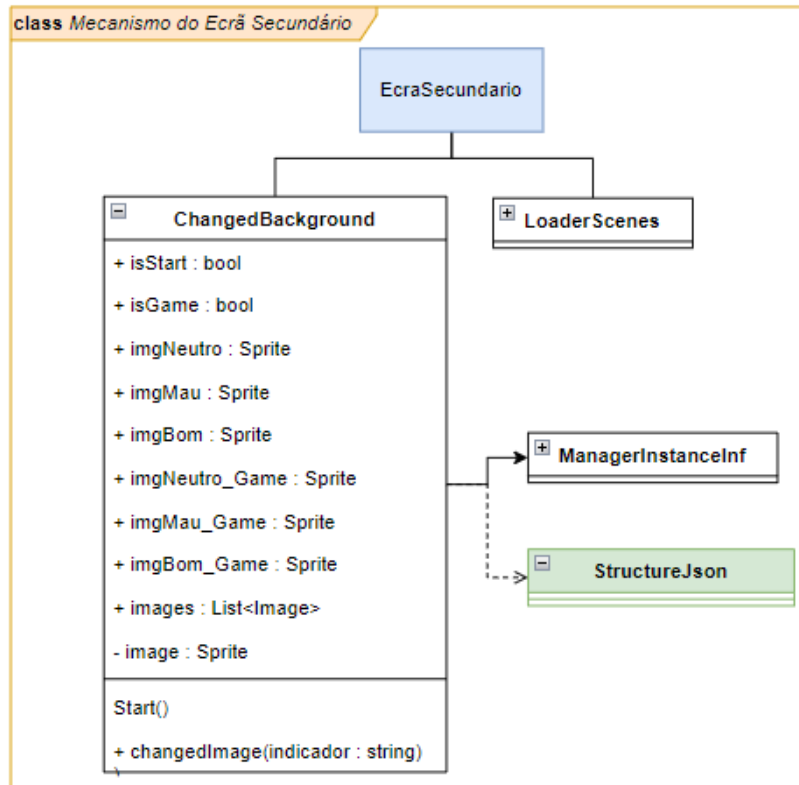 class Mecanismo do Ecrã Secundário
EcraSecundario
ChangedBackground
+ isStart : bool
+ isGame : bool
+ imgNeutro : Sprite
+ imgMau : Sprite
+ imgBom : Sprite
+ imgNeutro_Game : Sprite
+ imgMau_Game : Sprite
+ imgBom_Game : Sprite
+ images : List<Image>
- image : Sprite
Start()
+ changedImage(indicador : string)
)
LoaderScenes
ManagerInstanceInf
StructureJson